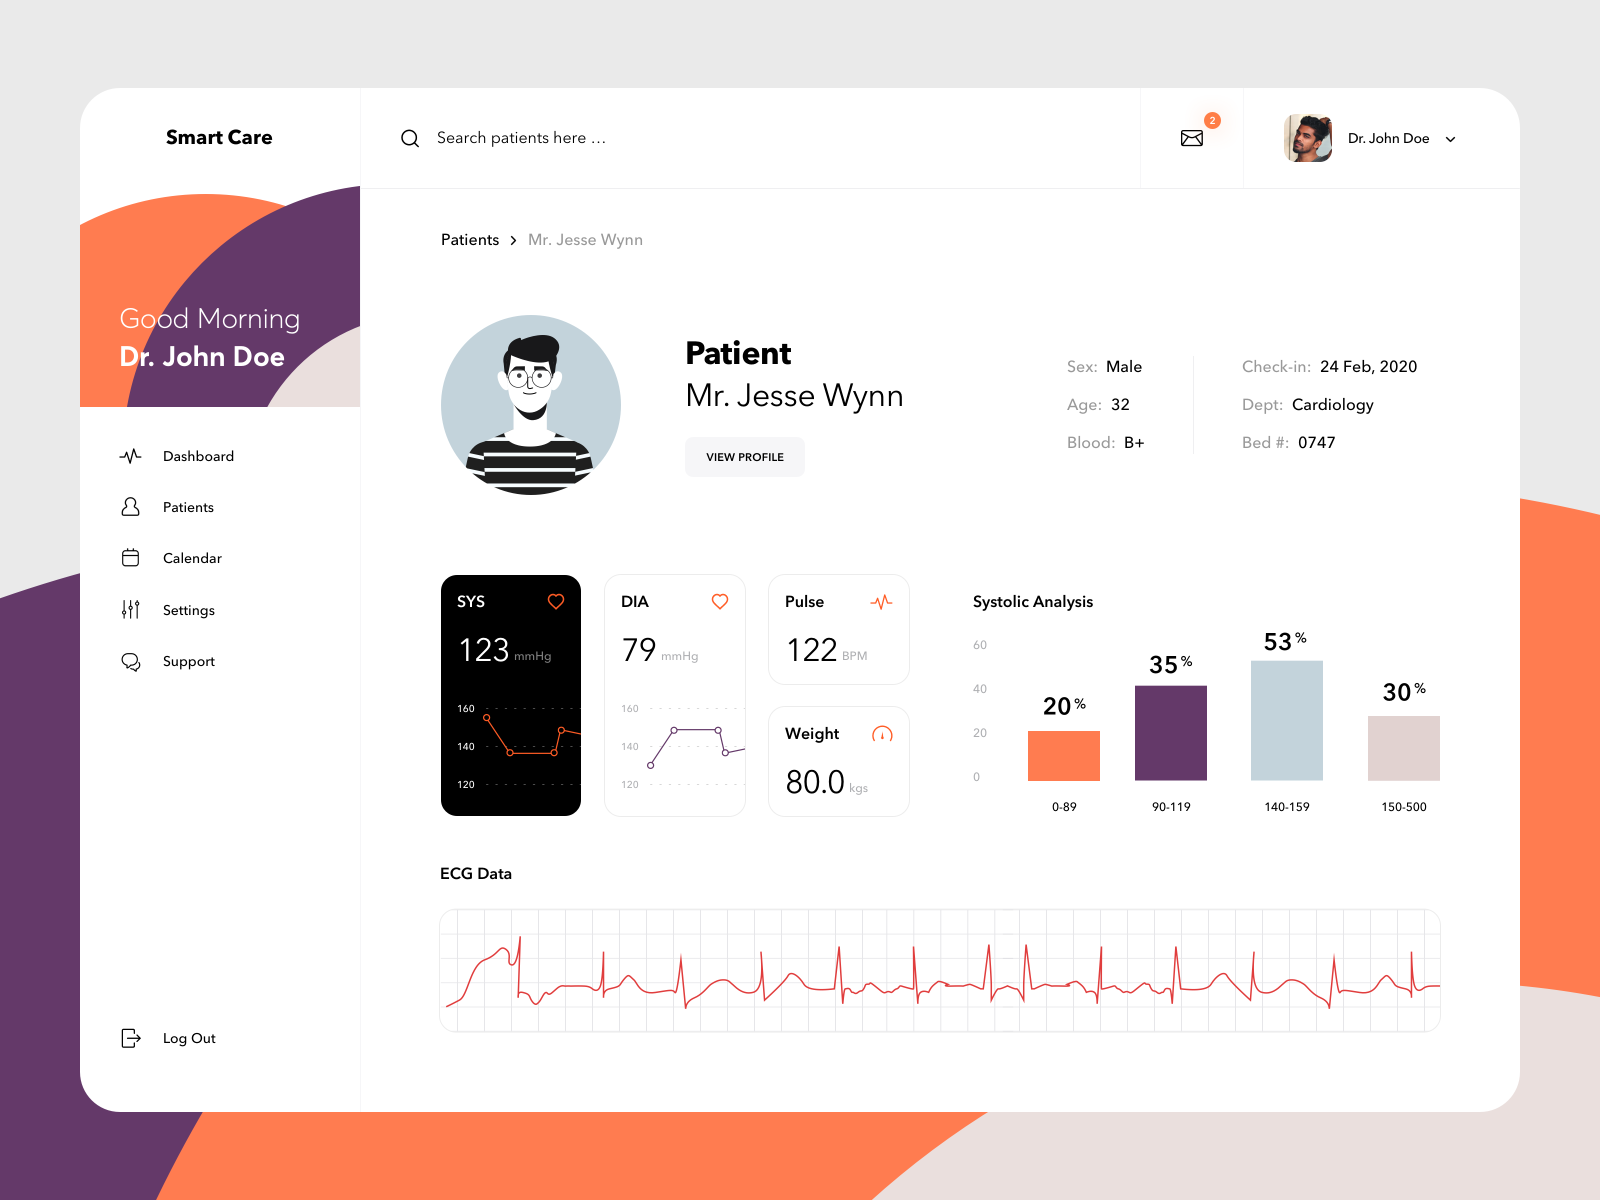 Smart Care
Search patients here ...
2
Dr. John Doe
Good Morning
Dr. John Doe
Dashboard
Patients
Calendar
Settings
Support
Log Out
Patients > Mr. Jesse Wynn
Patient
Mr. Jesse Wynn
VIEW PROFILE
Sex: Male
Age: 32
Blood: B+
Check-in: 24 Feb, 2020
Dept: Cardiology
Bed #: 0747
SYS
123 mmHg
160
140
120
DIA
79 mmHg
160
140
120
Pulse
122 BPM
Weight
80.0 kgs
Systolic Analysis
60
40
20
0
20%
35%
53%
30%
0-89
90-119
140-159
150-500
ECG Data